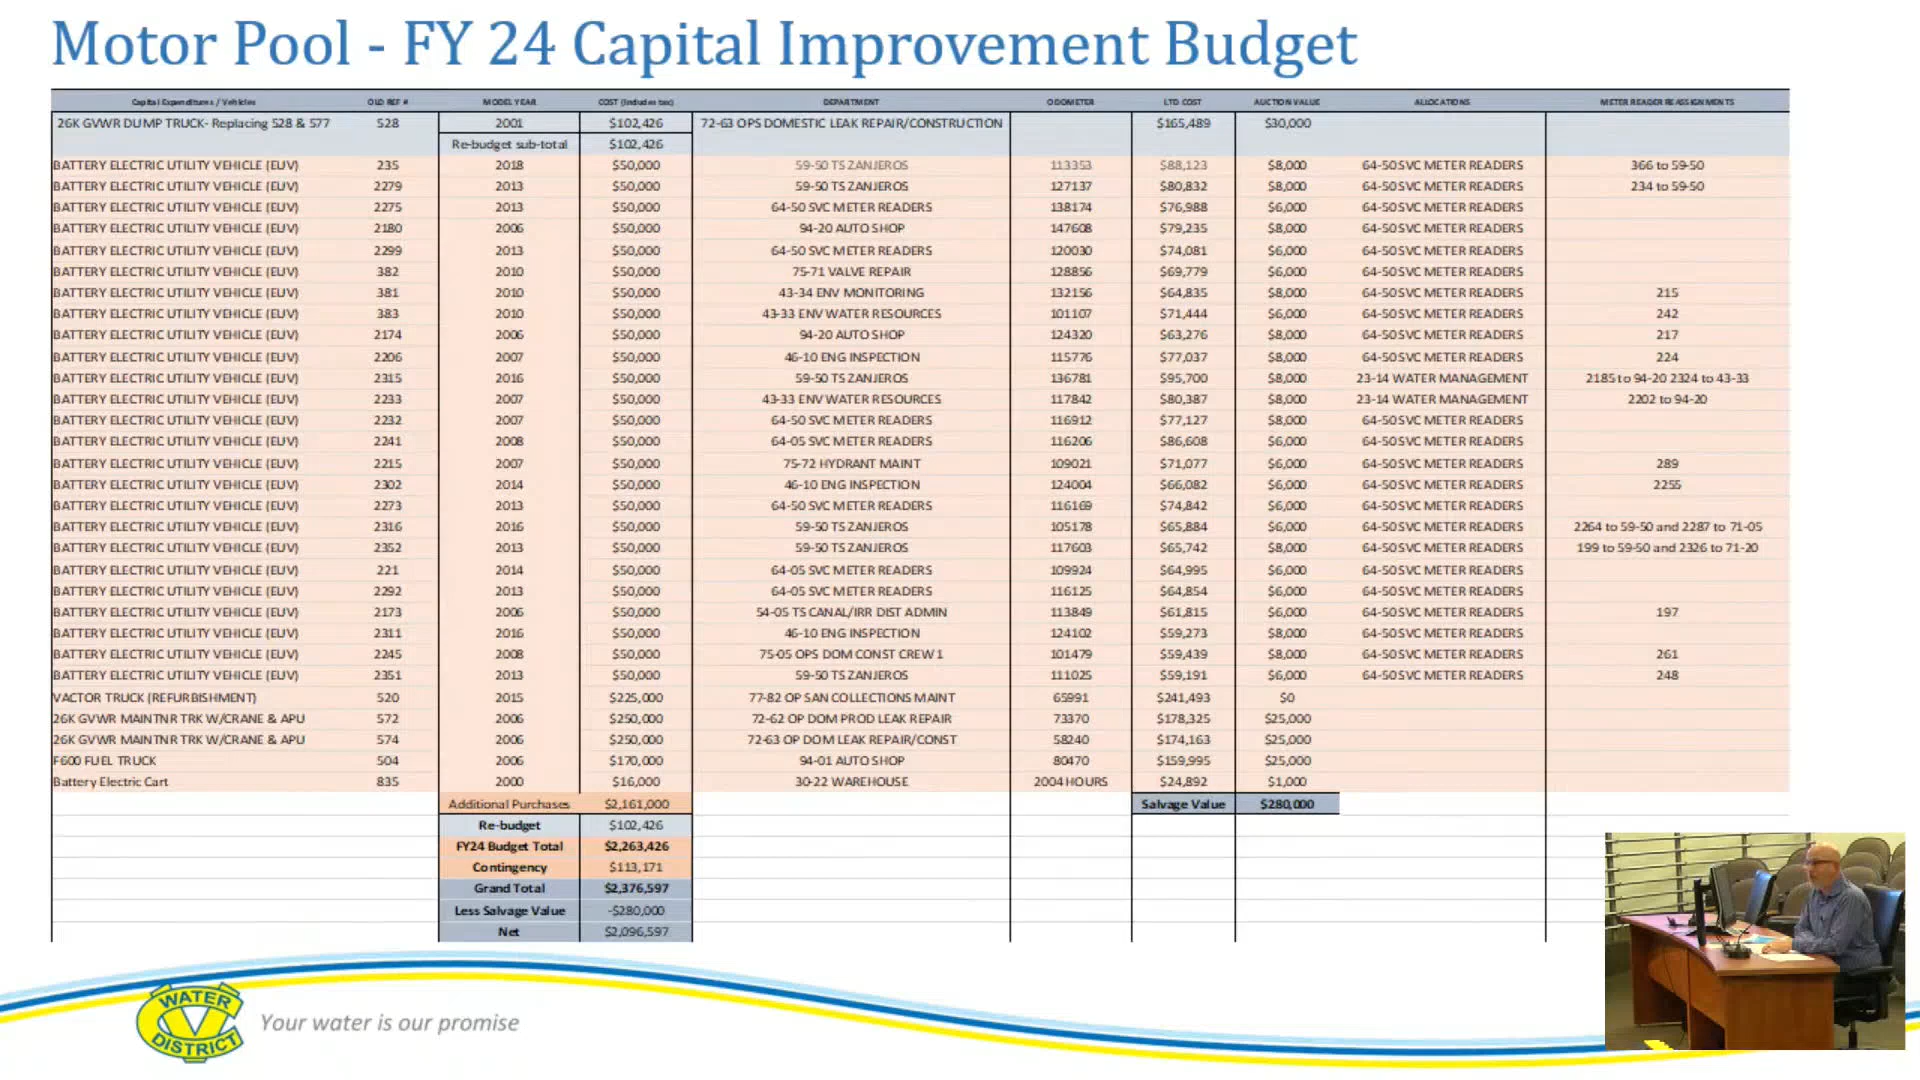 Motor Pool - FY 24 Capital Improvement Budget
Capital Expenditures / Vehicles OLD REF # MODEL YEAR COST (Includes tax) DEPARTMENT ODOMETER LTD COST AUCTION VALUE ALLOCATIONS METER READER REASSIGNMENTS
26K GVWR DUMP TRUCK- Replacing 528 & 577 528 2001 $102,426 72-63 OPS DOMESTIC LEAK REPAIR/CONSTRUCTION $165,489 $30,000
Re-budget sub-total $102,426
BATTERY ELECTRIC UTILITY VEHICLE (EUV) 235 2018 $50,000 59-50 TS ZANJEROS 113353 $88,123 $8,000 64-50 SVC METER READERS 366 to 59-50
BATTERY ELECTRIC UTILITY VEHICLE (EUV) 2279 2013 $50,000 59-50 TS ZANJEROS 127137 $80,832 $8,000 64-50 SVC METER READERS 234 to 59-50
BATTERY ELECTRIC UTILITY VEHICLE (EUV) 2275 2013 $50,000 64-50 SVC METER READERS 138174 $76,988 $6,000 64-50 SVC METER READERS
BATTERY ELECTRIC UTILITY VEHICLE (EUV) 2180 2006 $50,000 94-20 AUTO SHOP 147608 $79,235 $8,000 64-50 SVC METER READERS
BATTERY ELECTRIC UTILITY VEHICLE (EUV) 2299 2013 $50,000 64-50 SVC METER READERS 120030 $74,081 $6,000 64-50 SVC METER READERS
BATTERY ELECTRIC UTILITY VEHICLE (EUV) 382 2010 $50,000 75-71 VALVE REPAIR 128856 $69,779 $6,000 64-50 SVC METER READERS
BATTERY ELECTRIC UTILITY VEHICLE (EUV) 381 2010 $50,000 43-34 ENV MONITORING 132156 $64,835 $8,000 64-50 SVC METER READERS 215
BATTERY ELECTRIC UTILITY VEHICLE (EUV) 383 2010 $50,000 43-33 ENV WATER RESOURCES 101107 $71,444 $6,000 64-50 SVC METER READERS 242
BATTERY ELECTRIC UTILITY VEHICLE (EUV) 2174 2006 $50,000 94-20 AUTO SHOP 124320 $63,276 $8,000 64-50 SVC METER READERS 217
BATTERY ELECTRIC UTILITY VEHICLE (EUV) 2206 2007 $50,000 46-10 ENG INSPECTION 115776 $77,037 $8,000 64-50 SVC METER READERS 224
BATTERY ELECTRIC UTILITY VEHICLE (EUV) 2315 2016 $50,000 59-50 TS ZANJEROS 136781 $95,700 $8,000 23-14 WATER MANAGEMENT 2185 to 94-20 2324 to 43-33
BATTERY ELECTRIC UTILITY VEHICLE (EUV) 2233 2007 $50,000 43-33 ENV WATER RESOURCES 117842 $80,387 $8,000 23-14 WATER MANAGEMENT 2202 to 94-20
BATTERY ELECTRIC UTILITY VEHICLE (EUV) 2232 2007 $50,000 64-50 SVC METER READERS 116912 $77,127 $8,000 64-50 SVC METER READERS
BATTERY ELECTRIC UTILITY VEHICLE (EUV) 2241 2008 $50,000 64-05 SVC METER READERS 116206 $86,608 $6,000 64-50 SVC METER READERS
BATTERY ELECTRIC UTILITY VEHICLE (EUV) 2215 2007 $50,000 75-72 HYDRANT MAINT 109021 $71,077 $6,000 64-50 SVC METER READERS 289
BATTERY ELECTRIC UTILITY VEHICLE (EUV) 2302 2014 $50,000 46-10 ENG INSPECTION 124004 $66,082 $6,000 64-50 SVC METER READERS 2255
BATTERY ELECTRIC UTILITY VEHICLE (EUV) 2273 2013 $50,000 64-50 SVC METER READERS 116169 $74,842 $6,000 64-50 SVC METER READERS
BATTERY ELECTRIC UTILITY VEHICLE (EUV) 2316 2016 $50,000 59-50 TS ZANJEROS 105178 $65,884 $6,000 64-50 SVC METER READERS 2264 to 59-50 and 2287 to 71-05
BATTERY ELECTRIC UTILITY VEHICLE (EUV) 2352 2013 $50,000 59-50 TS ZANJEROS 117603 $65,742 $8,000 64-50 SVC METER READERS 199 to 59-50 and 2326 to 71-20
BATTERY ELECTRIC UTILITY VEHICLE (EUV) 221 2014 $50,000 64-05 SVC METER READERS 109924 $64,995 $6,000 64-50 SVC METER READERS
BATTERY ELECTRIC UTILITY VEHICLE (EUV) 2292 2013 $50,000 64-05 SVC METER READERS 116125 $64,854 $6,000 64-50 SVC METER READERS
BATTERY ELECTRIC UTILITY VEHICLE (EUV) 2173 2006 $50,000 54-05 TS CANAL/IRR DIST ADMIN 113849 $61,815 $6,000 64-50 SVC METER READERS 197
BATTERY ELECTRIC UTILITY VEHICLE (EUV) 2311 2016 $50,000 46-10 ENG INSPECTION 124102 $59,273 $8,000 64-50 SVC METER READERS
BATTERY ELECTRIC UTILITY VEHICLE (EUV) 2245 2008 $50,000 75-05 OPS DOM CONST CREW 1 101479 $59,439 $8,000 64-50 SVC METER READERS 261
BATTERY ELECTRIC UTILITY VEHICLE (EUV) 2351 2013 $50,000 59-50 TS ZANJEROS 111025 $59,191 $6,000 64-50 SVC METER READERS 248
VACTOR TRUCK (REFURBISHMENT) 520 2015 $225,000 77-82 OP SAN COLLECTIONS MAINT 65991 $241,493 $0
26K GVWR MAINTNR TRK W/CRANE & APU 572 2006 $250,000 72-62 OP DOM PROD LEAK REPAIR 73370 $178,325 $25,000
26K GVWR MAINTNR TRK W/CRANE & APU 574 2006 $250,000 72-63 OP DOM LEAK REPAIR/CONST 58240 $174,163 $25,000
F600 FUEL TRUCK 504 2006 $170,000 94-01 AUTO SHOP 80470 $159,995 $25,000
Battery Electric Cart 835 2000 $16,000 30-22 WAREHOUSE 2004 HOURS $24,892 $1,000
Additional Purchases $2,161,000 Salvage Value $280,000
Re-budget $102,426
FY24 Budget Total $2,263,426
Contingency $113,171
Grand Total $2,376,597
Less Salvage Value -$280,000
Net $2,096,597
WATER
CV
DISTRICT
Your water is our promise